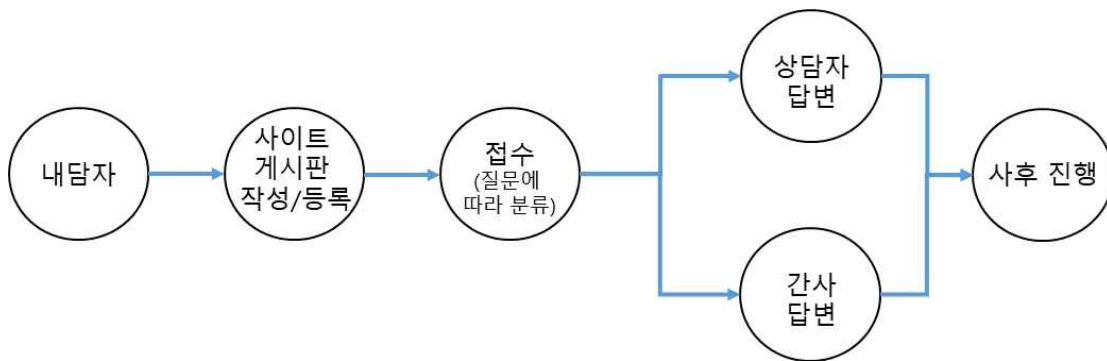 내담자
사이트
게시판
작성/등록
접수
(질문에
따라 분류)
상담자
답변
간사
답변
사후 진행